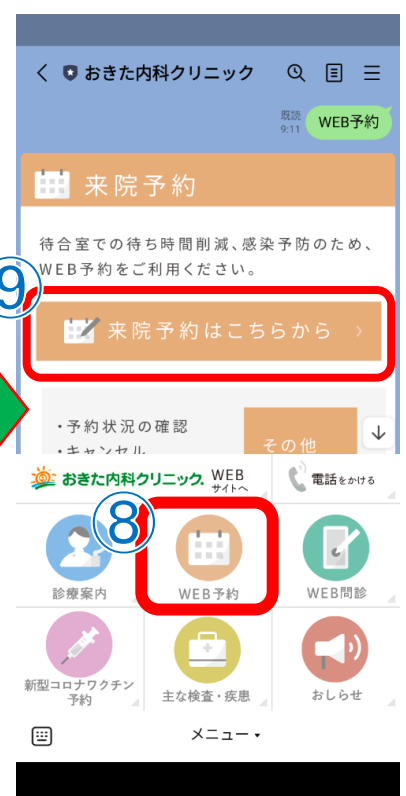 おきた内科クリニック
既読
9:11
WEB予約
来院予約
待合室での待ち時間削減、感染予防のため、
WEB予約をご利用ください。
⑨
来院予約はこちらから
・予約状況の確認
・キャンセル
その他
おきた内科クリニック. WEB
サイトへ
電話をかける
⑧
診療案内
WEB予約
WEB問診
新型コロナワクチン
予約
主な検査・疾患
おしらせ
メニュー